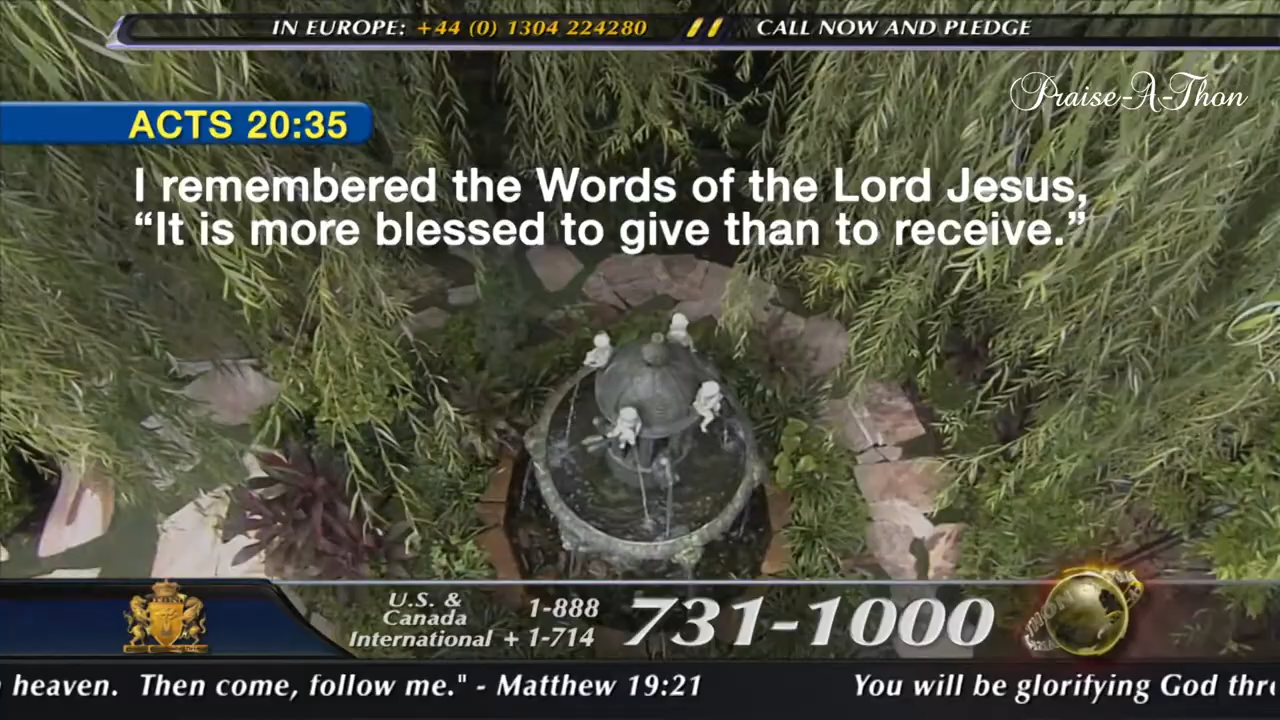 IN EUROPE: +44 (0) 1304 224280 // CALL NOW AND PLEDGE
Praise-A-Thon
ACTS 20:35
I remembered the Words of the Lord Jesus,
“It is more blessed to give than to receive.”
U.S. &
Canada 1-888
International + 1-714
731-1000
heaven. Then come, follow me." - Matthew 19:21 You will be glorifying God